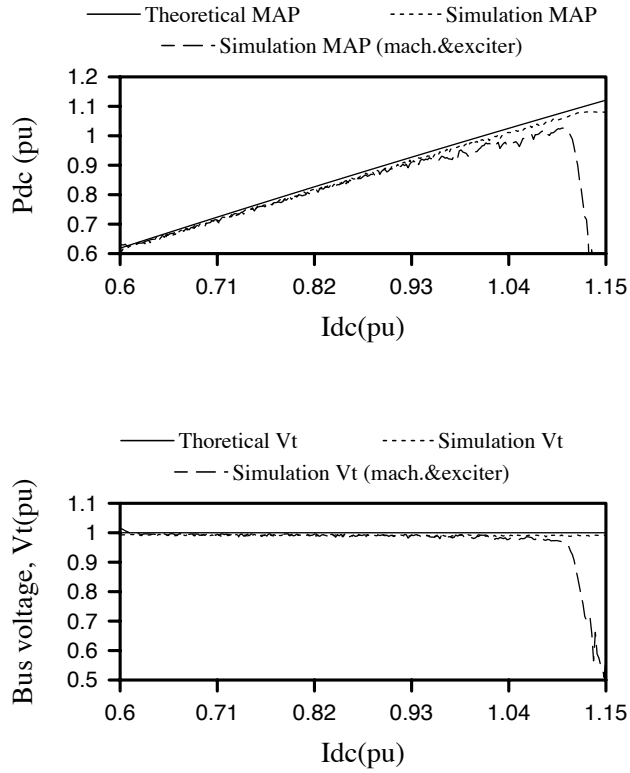 Theoretical MAP
Simulation MAP
Simulation MAP (mach.&exciter)
Pdc (pu)
1.2
1.1
1
0.9
0.8
0.7
0.6
0.6 0.71 0.82 0.93 1.04 1.15
Idc(pu)
Thoretical Vt
Simulation Vt
Simulation Vt (mach.&exciter)
Bus voltage, Vt(pu)
1.1
1
0.9
0.8
0.7
0.6
0.5
0.6 0.71 0.82 0.93 1.04 1.15
Idc(pu)